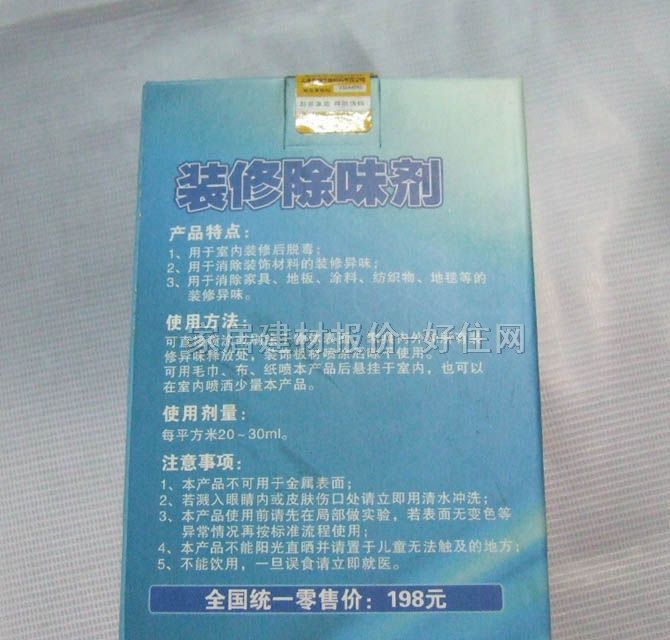 装修除味剂
产品特点：
1、用于室内装修后脱毒；
2、用于消除装饰材料的装修异味；
3、用于消除家具、地板、涂料、纺织物、地毯等的
装修异味。
使用方法：
家居建材报价-好住网
修异味释放处，装饰板材喷涂后除
可用毛巾、布、纸喷本产品后悬挂于室内，也可以
在室内喷洒少量本产品。
使用剂量：
每平方米20～30ml。
注意事项：
1、本产品不可用于金属表面；
2、若溅入眼睛内或皮肤伤口处请立即用清水冲洗；
3、本产品使用前请先在局部做实验，若表面无变色等
异常情况再按标准流程使用；
4、本产品不能阳光直晒并请置于儿童无法触及的地方；
5、不能饮用，一旦误食请立即就医。
全国统一零售价：198元